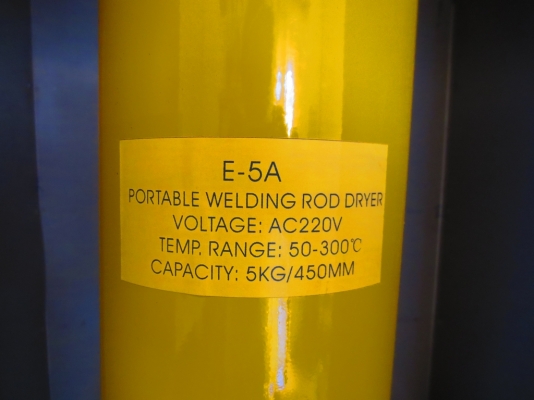 E-5A
PORTABLE WELDING ROD DRYER
VOLTAGE: AC220V
TEMP. RANGE: 50-300℃
CAPACITY: 5KG/450MM